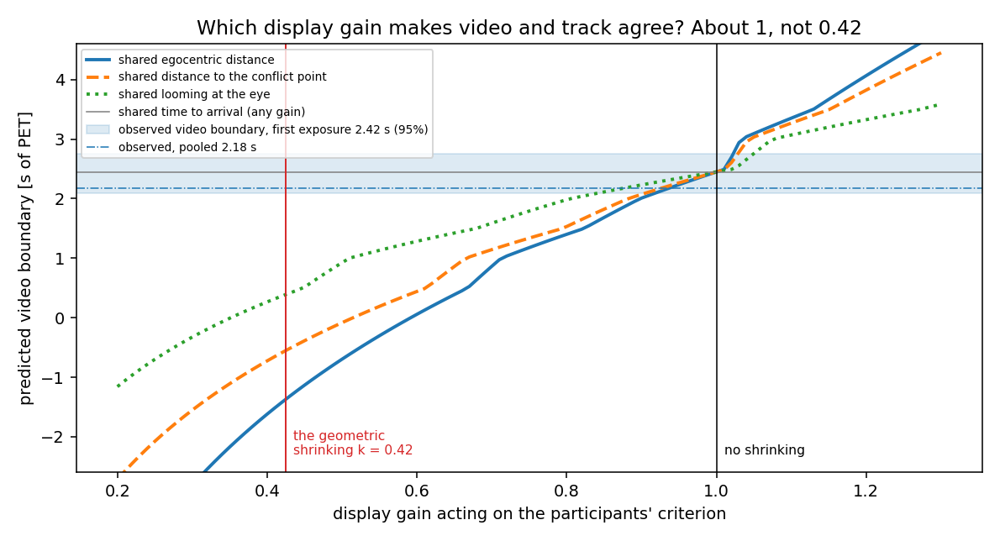 Which display gain makes video and track agree? About 1, not 0.42
shared egocentric distance
shared distance to the conflict point
shared looming at the eye
shared time to arrival (any gain)
observed video boundary, first exposure 2.42 s (95%)
observed, pooled 2.18 s
predicted video boundary [s of PET]
4
3
2
1
0
−1
−2
the geometric
shrinking k = 0.42
no shrinking
0.2
0.4
0.6
0.8
1.0
1.2
display gain acting on the participants' criterion